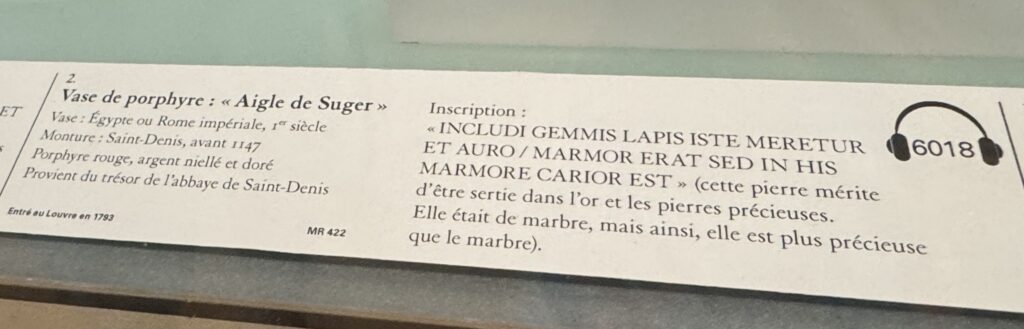 ET
2.
Vase de porphyre : « Aigle de Suger »
Vase : Égypte ou Rome impériale, 1er siècle
Monture : Saint-Denis, avant 1147
Porphyre rouge, argent niellé et doré
Provient du trésor de l'abbaye de Saint-Denis
Entré au Louvre en 1793
MR 422
Inscription :
« INCLUDI GEMMIS LAPIS ISTE MERETUR
ET AURO / MARMOR ERAT SED IN HIS
MARMORE CARIOR EST » (cette pierre mérite
d'être sertie dans l'or et les pierres précieuses.
Elle était de marbre, mais ainsi, elle est plus précieuse
que le marbre).
6018